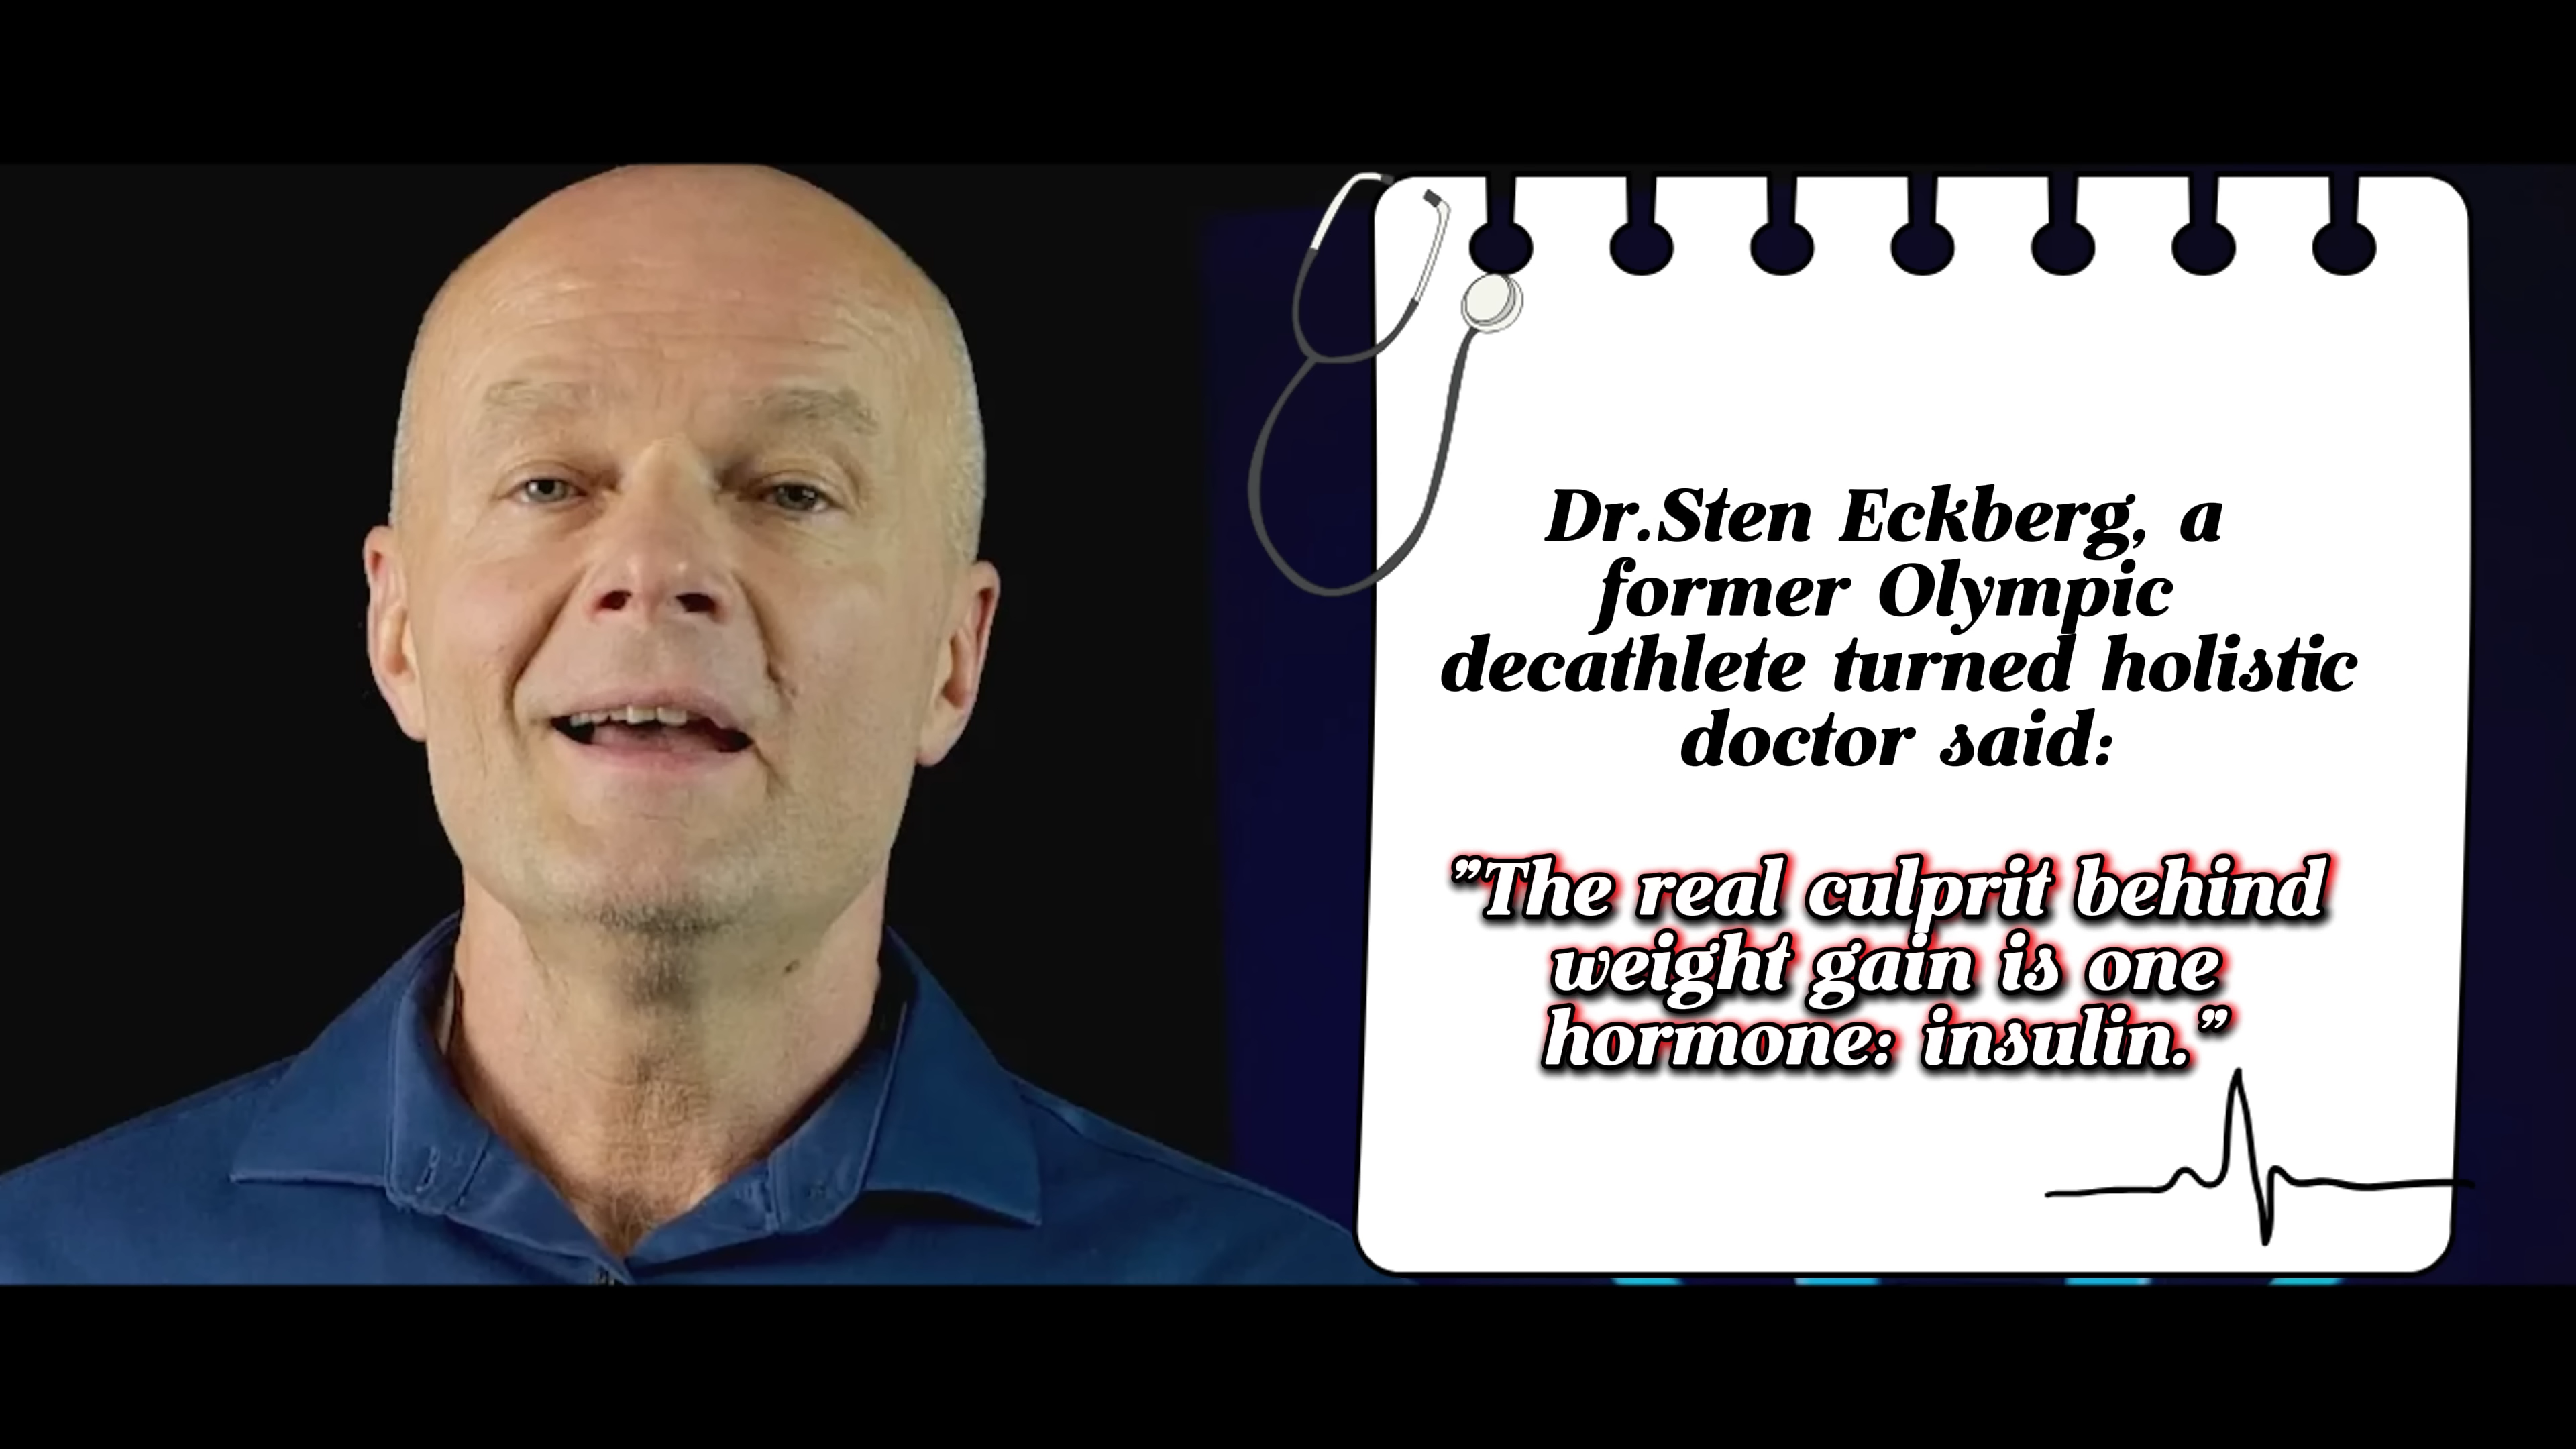 Dr.Sten Eckberg, a
former Olympic
decathlete turned holistic
doctor said:
”The real culprit behind
weight gain is one
hormone: insulin.”